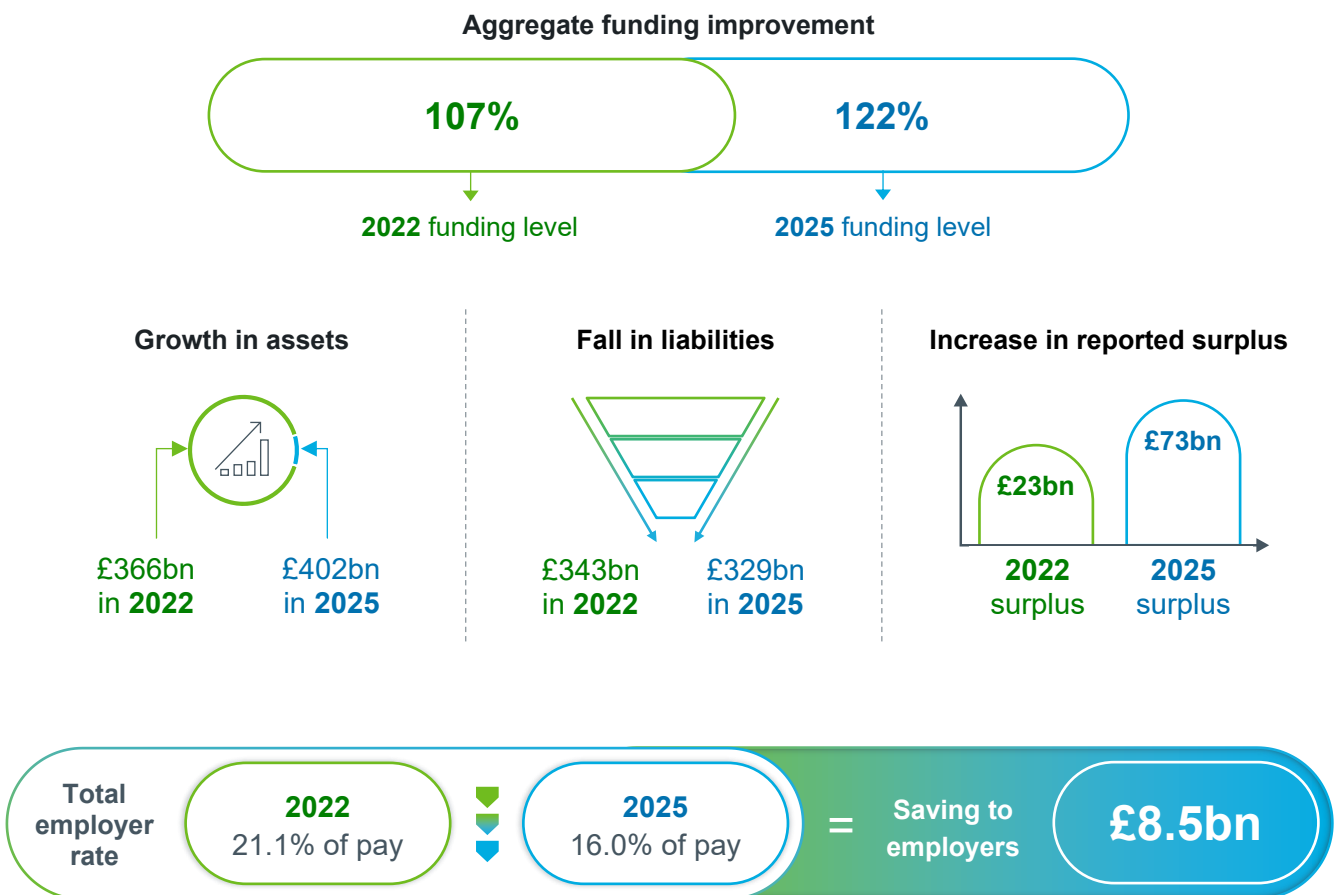 Aggregate funding improvement
107%
122%
2022 funding level
2025 funding level
Growth in assets
£366bn
in 2022
£402bn
in 2025
Fall in liabilities
£343bn
in 2022
£329bn
in 2025
Increase in reported surplus
£23bn
£73bn
2022
surplus
2025
surplus
Total
employer
rate
2022
21.1% of pay
2025
16.0% of pay
=
Saving to
employers
£8.5bn